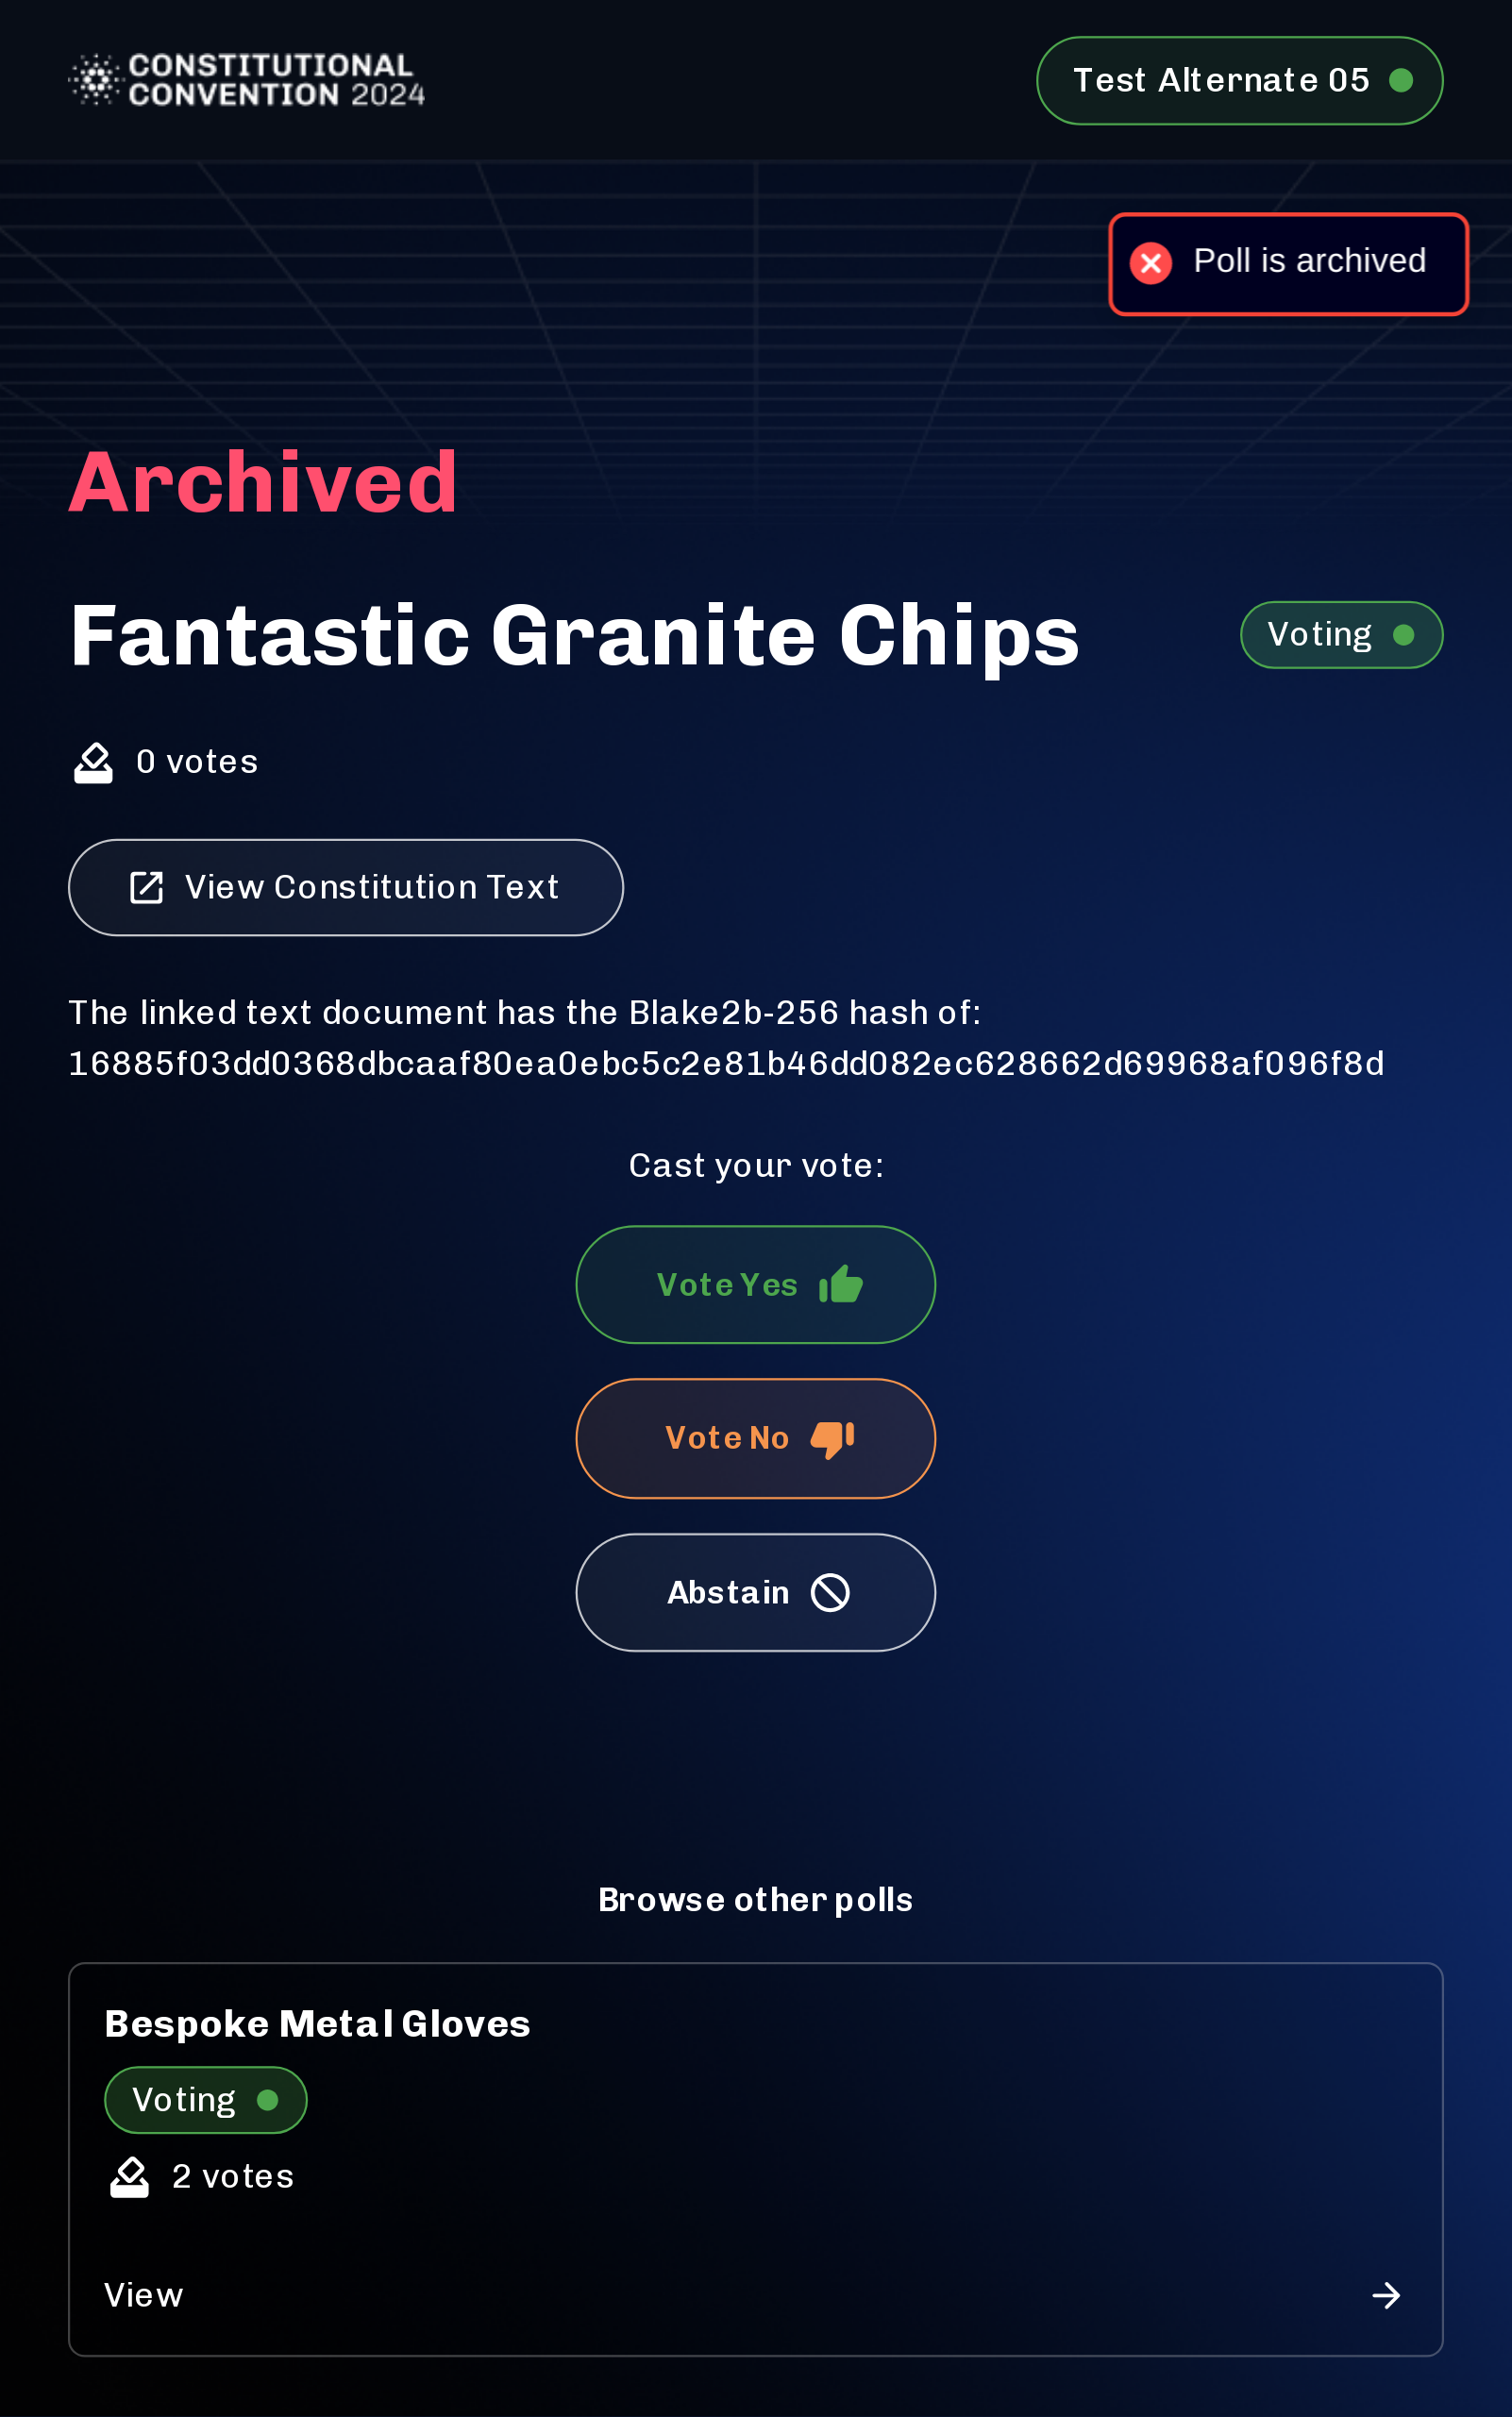 CONSTITUTIONAL
CONVENTION 2024
Test Alternate 05
Poll is archived
Archived
Fantastic Granite Chips
Voting
0 votes
View Constitution Text
The linked text document has the Blake2b-256 hash of:
16885f03dd0368dbcaaf80ea0ebc5c2e81b46dd082ec628662d69968af096f8d
Cast your vote:
Vote Yes
Vote No
Abstain
Browse other polls
Bespoke Metal Gloves
Voting
2 votes
View